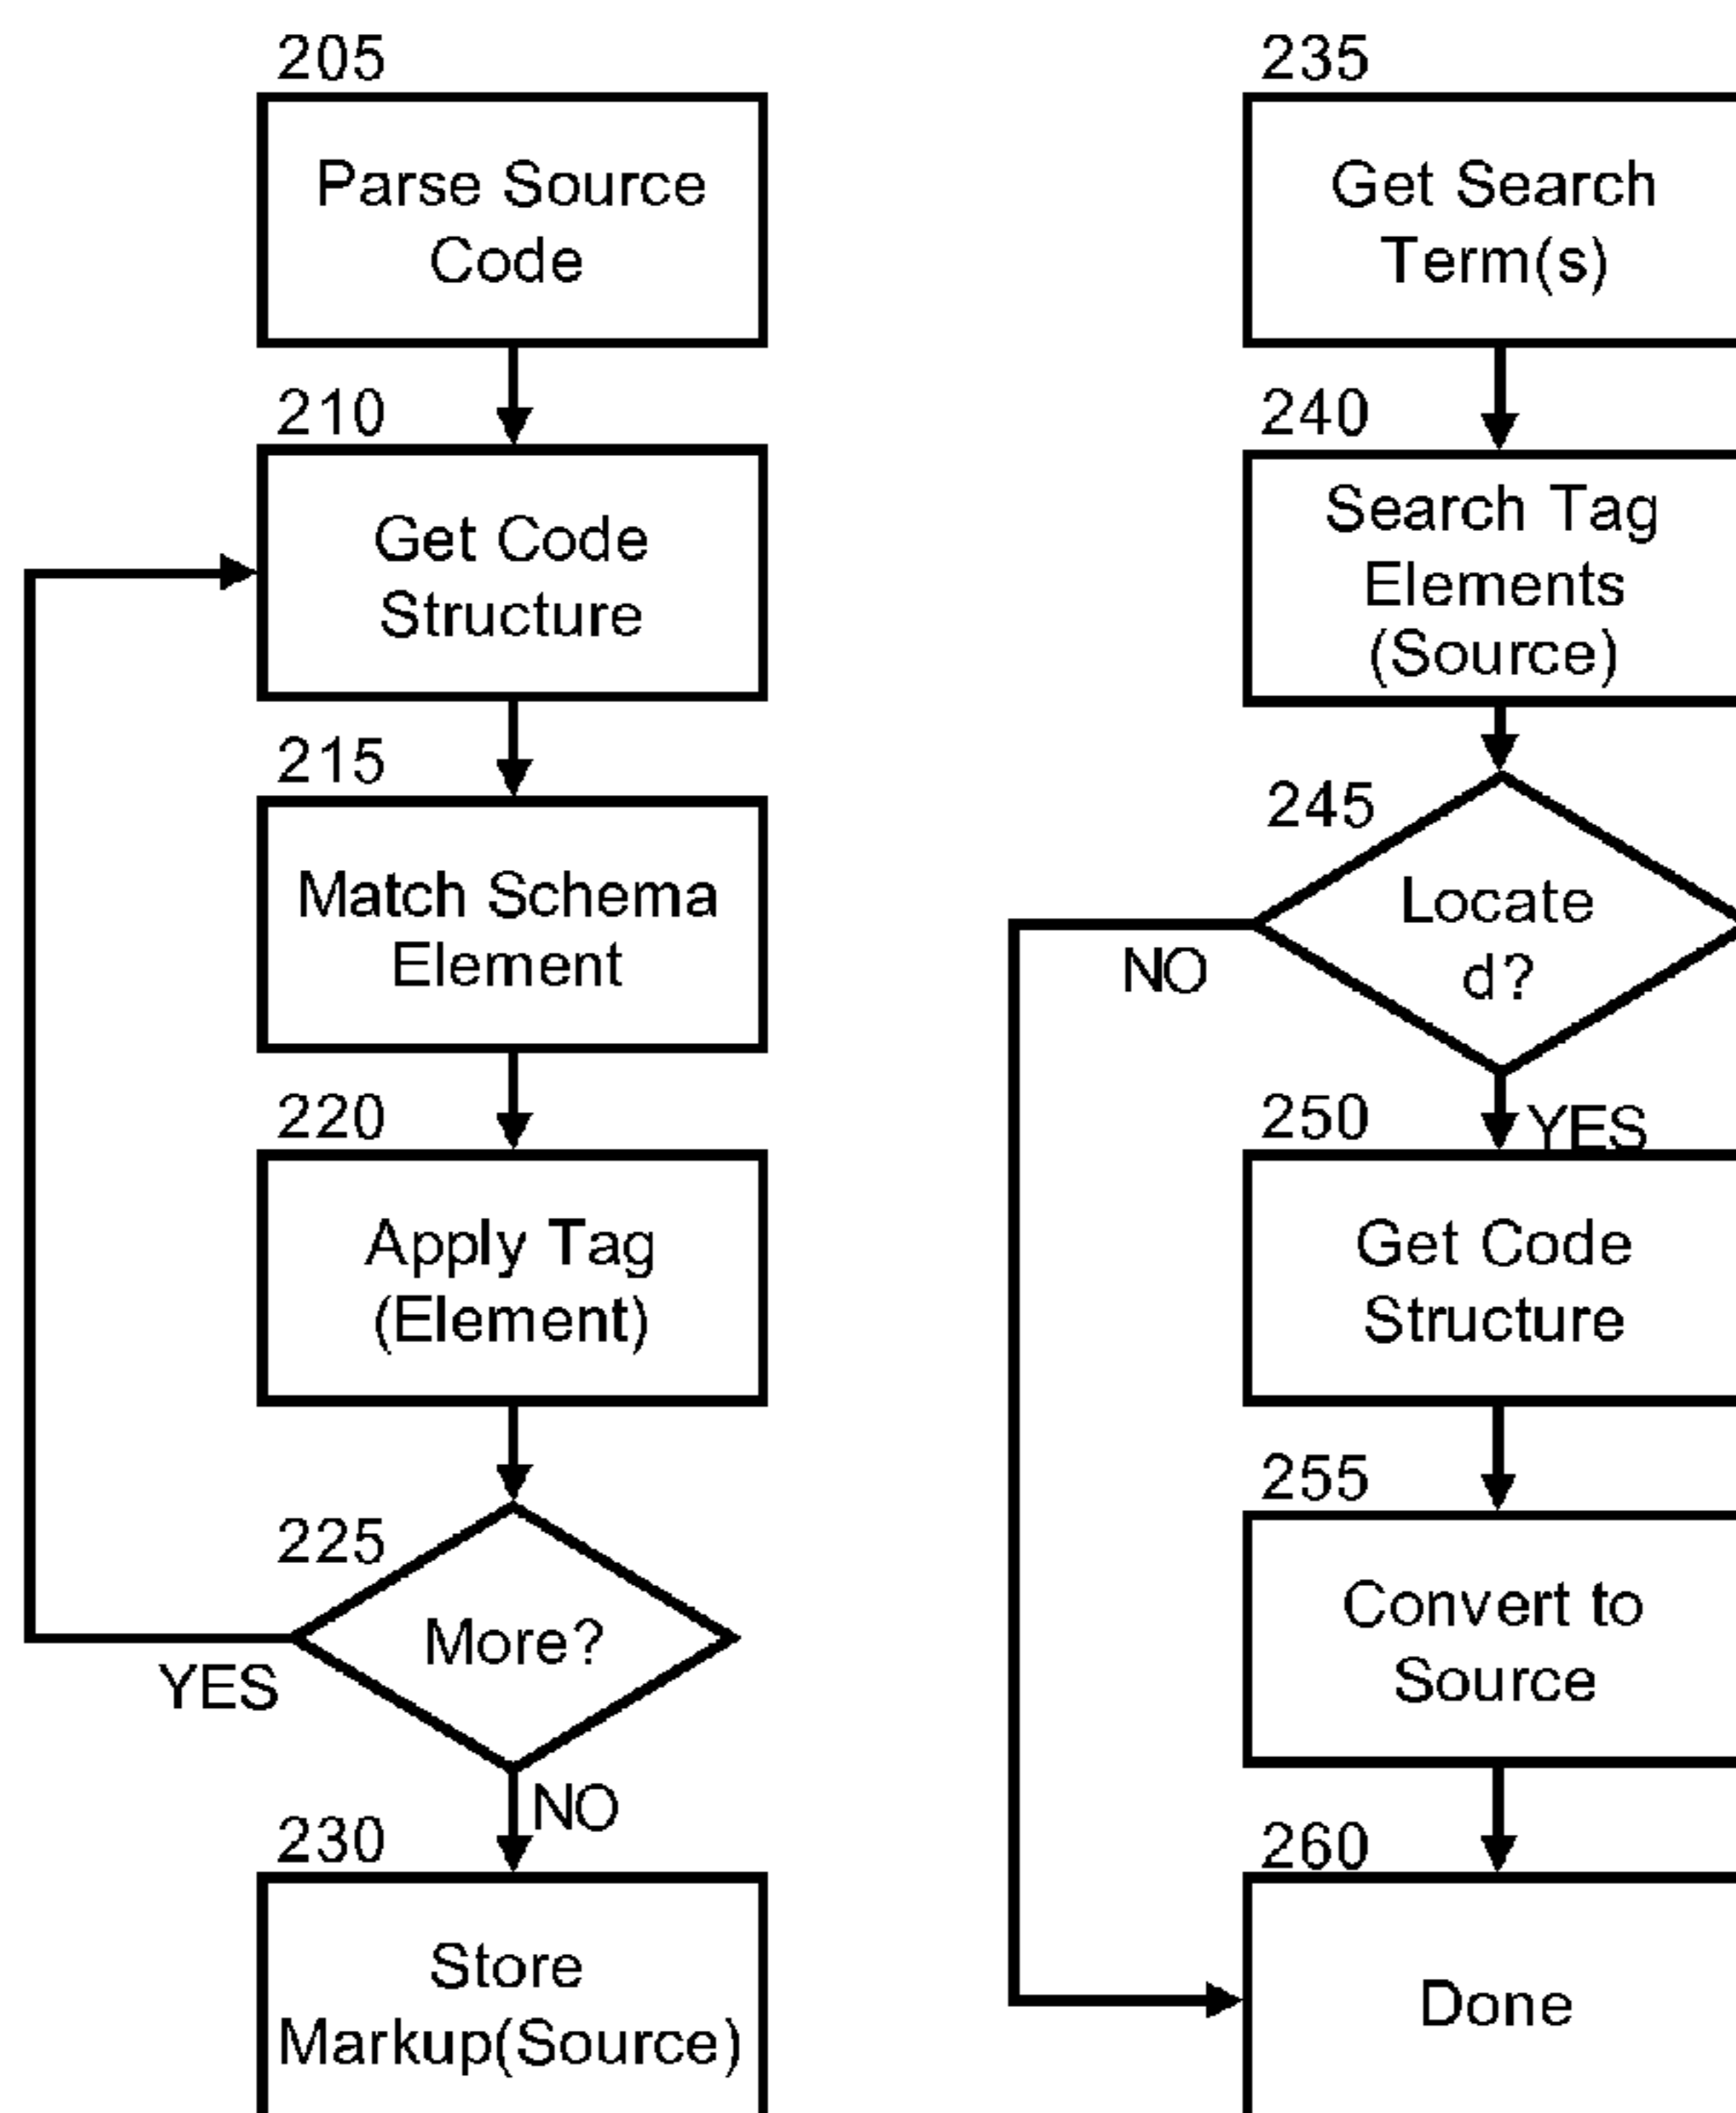 205
Parse Source
Code
210
Get Code
Structure
215
Match Schema
Element
220
Apply Tag
(Element)
225
More?
YES
NO
230
Store
Markup(Source)
235
Get Search
Term(s)
240
Search Tag
Elements
(Source)
245
Locate
d?
NO
YES
250
Get Code
Structure
255
Convert to
Source
260
Done